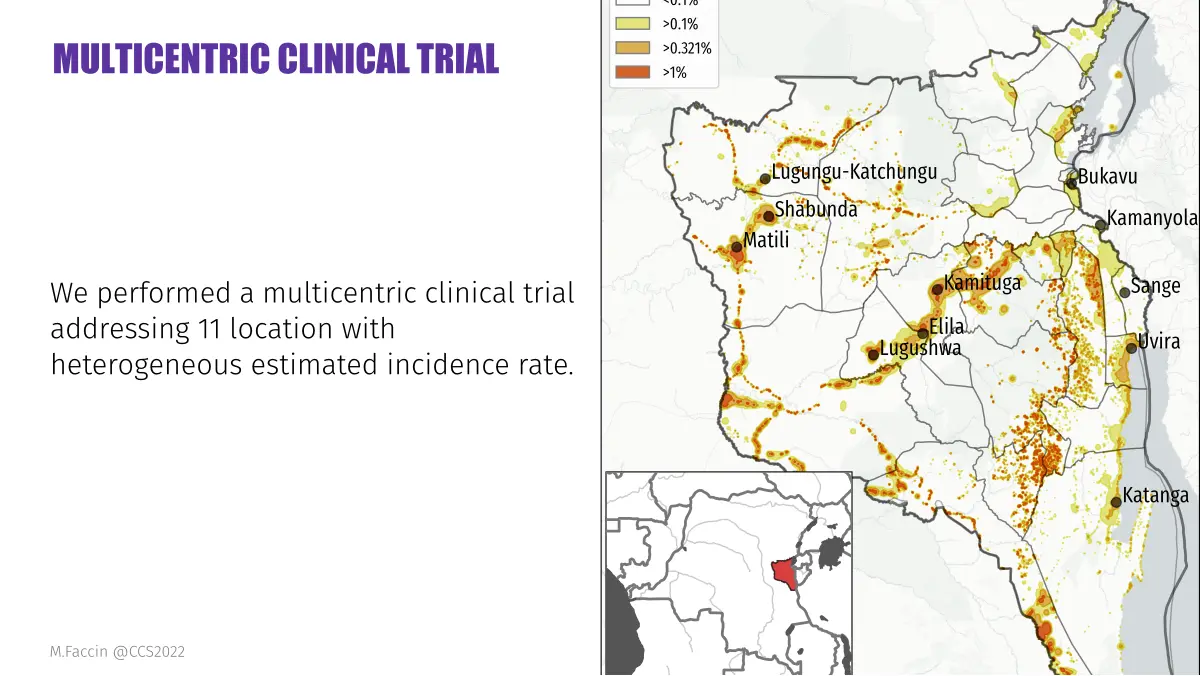 MULTICENTRIC CLINICAL TRIAL
We performed a multicentric clinical trial
addressing 11 location with
heterogeneous estimated incidence rate.
M.Faccin @CCS2022
<0.1%
>0.1%
>0.321%
>1%
Lugungu-Katchungu
Bukavu
Shabunda
Kamanyola
Matili
Kamituga
Sange
Elila
Uvira
Lugushwa
Katanga